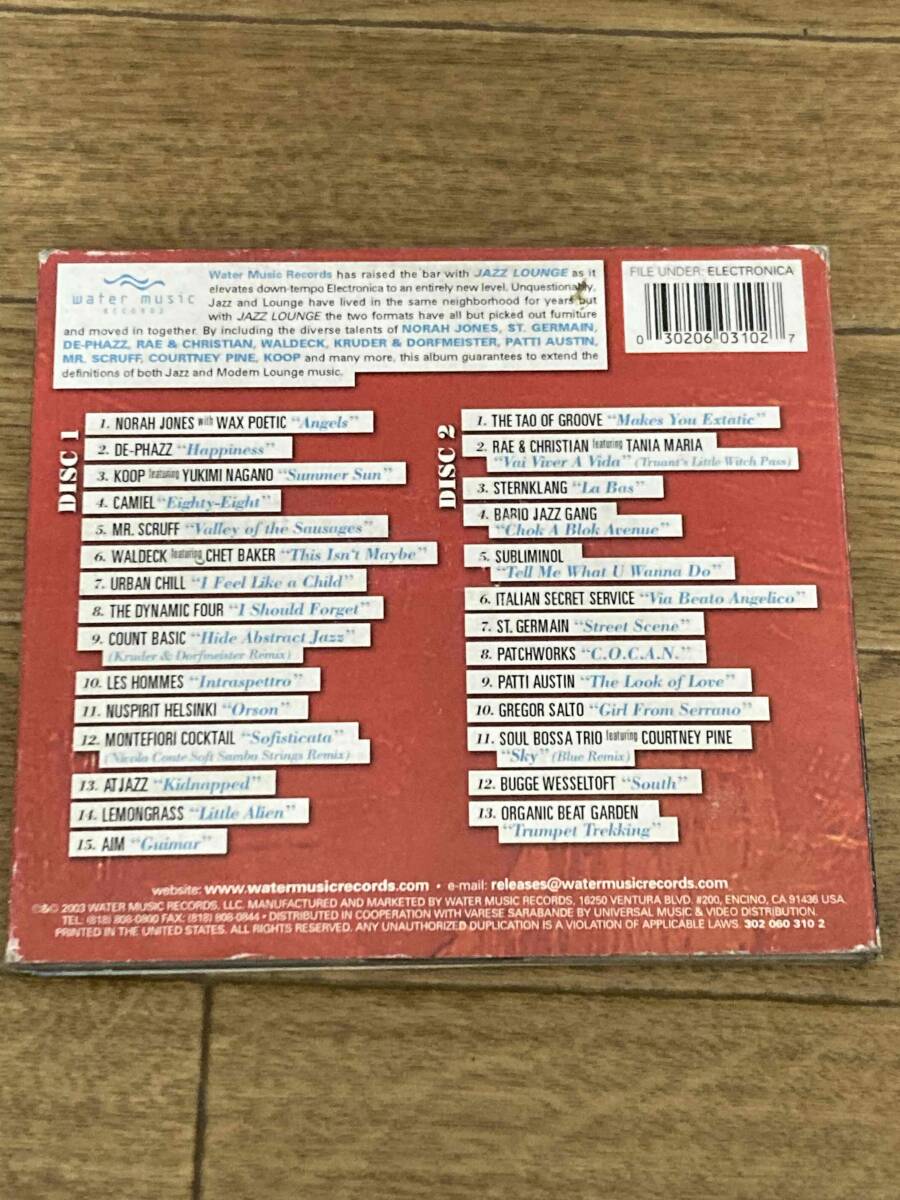 water music
RECORDS
Water Music Records has raised the bar with JAZZ LOUNGE as it
elevates down-tempo Electronica to an entirely new level. Unquestionably,
Jazz and Lounge have lived in the same neighborhood for years but
with JAZZ LOUNGE the two formats have all but picked out furniture
and moved in together. By including the diverse talents of NORAH JONES, ST. GERMAIN,
DE-PHAZZ, RAE & CHRISTIAN, WALDECK, KRUDER & DORFMEISTER, PATTI AUSTIN,
MR. SCRUFF, COURTNEY PINE, KOOP and many more, this album guarantees to extend the
definitions of both Jazz and Modern Lounge music.
FILE UNDER: ELECTRONICA
0 30206 03102 7
DISC 1
1. NORAH JONES with WAX POETIC "Angels"
2. DE-PHAZZ "Happiness"
3. KOOP featuring YUKIMI NAGANO "Summer Sun"
4. CAMIEL "Eighty-Eight"
5. MR. SCRUFF "Valley of the Sausages"
6. WALDECK featuring CHET BAKER "This Isn't Maybe"
7. URBAN CHILL "I Feel Like a Child"
8. THE DYNAMIC FOUR "I Should Forget"
9. COUNT BASIC "Hide Abstract Jazz"
(Kruder & Dorfmeister Remix)
10. LES HOMMES "Intraspettro"
11. NUSPIRIT HELSINKI "Orson"
12. MONTEFIORI COCKTAIL "Sofisticata"
(Nicola Conte Soft Samba Strings Remix)
13. ATJAZZ "Kidnapped"
14. LEMONGRASS "Little Alien"
15. AIM "Guimar"
DISC 2
1. THE TAO OF GROOVE "Makes You Extatic"
2. RAE & CHRISTIAN featuring TANIA MARIA
"Vai Viver A Vida" (Truant's Little Witch Pass)
3. STERNKLANG "La Bas"
4. BARIO JAZZ GANG
"Chok A Blok Avenue"
5. SUBLIMINOL
"Tell Me What U Wanna Do"
6. ITALIAN SECRET SERVICE "Via Beato Angelico"
7. ST. GERMAIN "Street Scene"
8. PATCHWORKS "C.O.C.A.N."
9. PATTI AUSTIN "The Look of Love"
10. GREGOR SALTO "Girl From Serrano"
11. SOUL BOSSA TRIO featuring COURTNEY PINE
"Sky" (Blue Remix)
12. BUGGE WESSELTOFT "South"
13. ORGANIC BEAT GARDEN
"Trumpet Trekking"
website: www.watermusicrecords.com • e-mail: releases@watermusicrecords.com
℗&© 2003 WATER MUSIC RECORDS, LLC. MANUFACTURED AND MARKETED BY WATER MUSIC RECORDS, 16250 VENTURA BLVD. #200, ENCINO, CA 91436 USA
TEL: (818) 808-0800 FAX: (818) 808-0844 • DISTRIBUTED IN COOPERATION WITH VARESE SARABANDE BY UNIVERSAL MUSIC & VIDEO DISTRIBUTION.
PRINTED IN THE UNITED STATES. ALL RIGHTS RESERVED. ANY UNAUTHORIZED DUPLICATION IS A VIOLATION OF APPLICABLE LAWS. 302 060 310 2